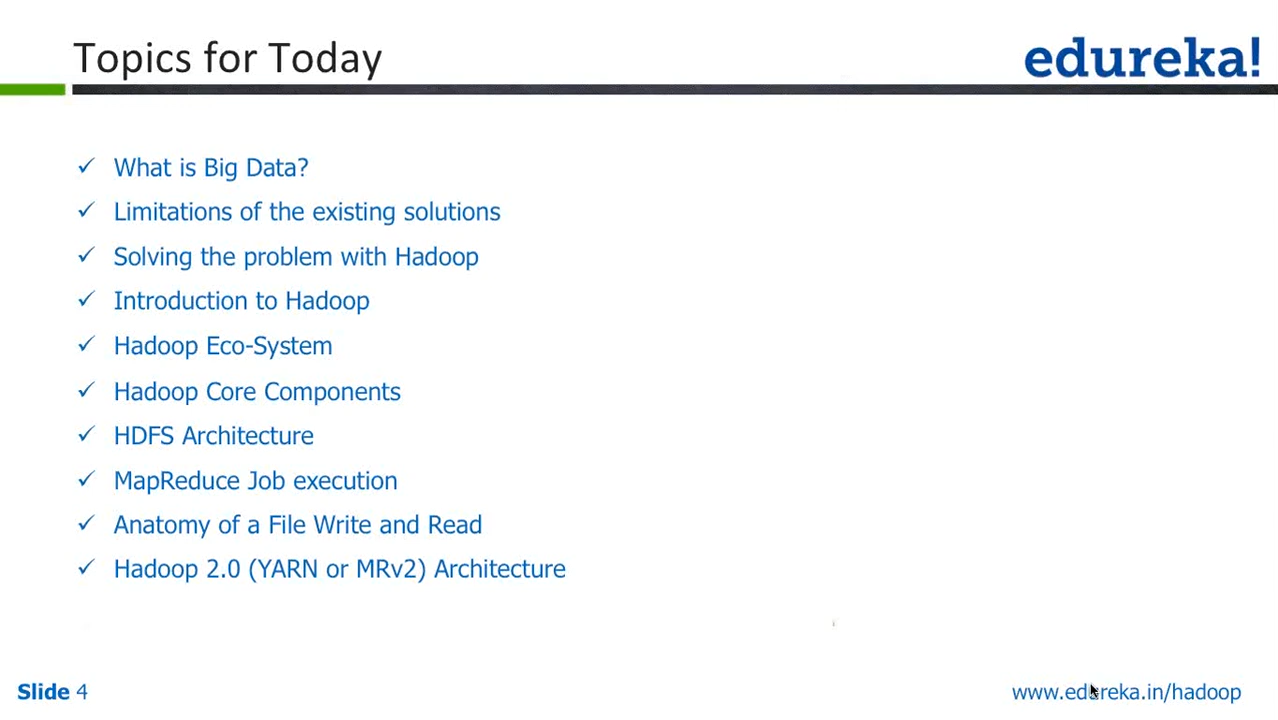 Topics for Today
edureka!
What is Big Data?
Limitations of the existing solutions
Solving the problem with Hadoop
Introduction to Hadoop
Hadoop Eco-System
Hadoop Core Components
HDFS Architecture
MapReduce Job execution
Anatomy of a File Write and Read
Hadoop 2.0 (YARN or MRv2) Architecture
Slide 4
www.edureka.in/hadoop